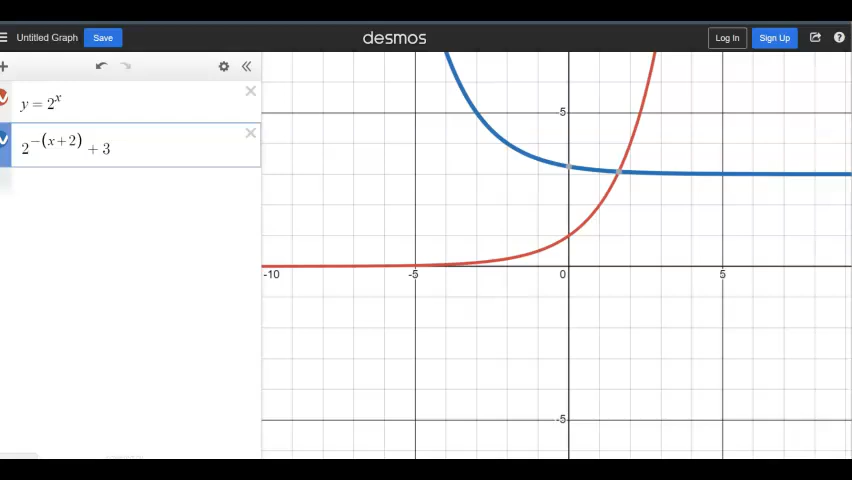 Untitled Graph Save desmos Log In Sign Up ?
y = 2^x
2^{-(x+2)} + 3
5
-10 -5 0 5
-5